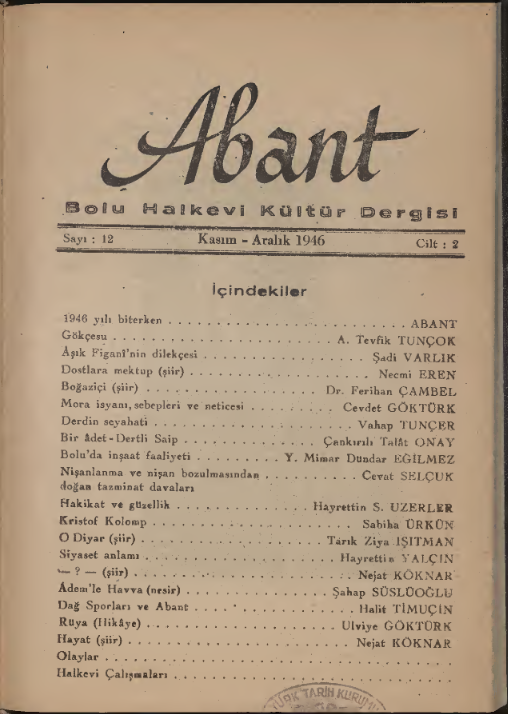 Abant
Bolu Halkevi Kültür Dergisi
Sayı : 12 Kasım - Aralık 1946 Cilt : 2
İçindekiler
1946 yılı biterken . . . . . . . . . . . . . . . . . . . . ABANT
Gökçesu . . . . . . . . . . . . . . . . . . . . A. Tevfik TUNÇOK
Âşık Figanî'nin dilekçesi . . . . . . . . . . . . . . Şadi VARLIK
Dostlara mektup (şiir) . . . . . . . . . . . . . . . Necmi EREN
Boğaziçi (şiir) . . . . . . . . . . . . . . . Dr. Ferihan ÇAMBEL
Mora isyanı, sebepleri ve neticesi . . . . . . . . . Cevdet GÖKTÜRK
Derdin seyahati . . . . . . . . . . . . . . . . . Vahap TUNÇER
Bir âdet - Dertli Saip . . . . . . . . . . . Çankırılı Talât ONAY
Bolu'da inşaat faaliyeti . . . . . . . . . Y. Mimar Dündar EĞİLMEZ
Nişanlanma ve nişan bozulmasından . . . . . . . . . Cevat SELÇUK
doğan tazminat davaları
Hakikat ve güzellik . . . . . . . . . . . . . Hayrettin S. UZERLER
Kristof Kolomp . . . . . . . . . . . . . . . . . . Sabiha ÜRKÜN
O Diyar (şiir) . . . . . . . . . . . . . . . . Tarık Ziya IŞITMAN
Siyaset anlamı . . . . . . . . . . . . . . . . . Hayrettin YALÇIN
— ? — (şiir) . . . . . . . . . . . . . . . . . . . Nejat KÖKNAR
Âdem'le Havva (nesir) . . . . . . . . . . . . . . Şahap SÜSLÜOĞLU
Dağ Sporları ve Abant . . . . . . . . . . . . . . Halit TİMUÇİN
Rüya (Hikâye) . . . . . . . . . . . . . . . . . Ulviye GÖKTÜRK
Hayat (şiir) . . . . . . . . . . . . . . . . . . . Nejat KÖKNAR
Olaylar . . . . . . . . . . . . . . . . . . . . . . . . . . . .
Halkevi Çalışmaları . . . . . . . . . . . . . . . . . . . . . .
TÜRK TARİH KURUMU